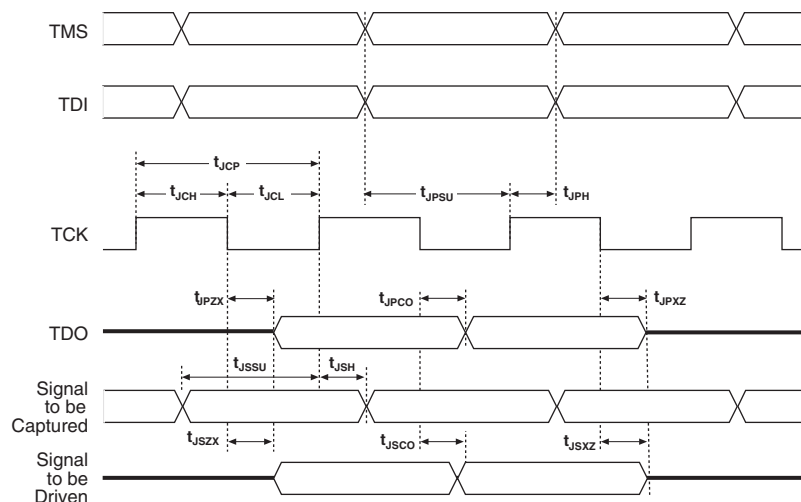 TMS
TDI
tJCP
tJCH
tJCL
tJPSU
tJPH
TCK
tJPZX
tJPCO
tJPXZ
TDO
tJSSU
tJSH
Signal
to be
Captured
tJSZX
tJSCO
tJSXZ
Signal
to be
Driven